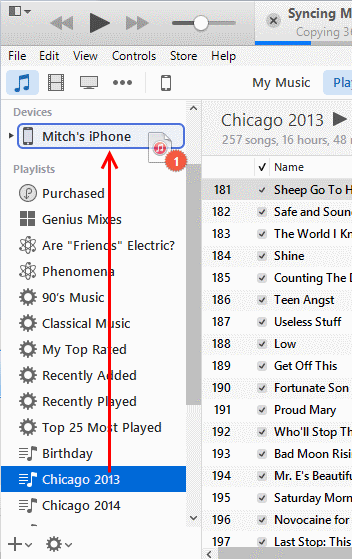 Syncing M
Copying 36
File Edit View Controls Store Help
My Music Play
Devices
Mitch's iPhone
1
Playlists
Purchased
Genius Mixes
Are "Friends" Electric?
Phenomena
90's Music
Classical Music
My Top Rated
Recently Added
Recently Played
Top 25 Most Played
Birthday
Chicago 2013
Chicago 2014
Chicago 2013
257 songs, 16 hours, 48 m
✓ Name
181 Sheep Go To H
182 Safe and Soun
183 The World I Kn
184 Shine
185 Counting The D
186 Teen Angst
187 Useless Stuff
188 Low
189 Get Off This
190 Fortunate Son
191 Proud Mary
192 Who'll Stop Th
193 Bad Moon Risi
194 Mr. E's Beautifu
195 Saturday Morn
196 Novocaine for
197 Last Stop: This